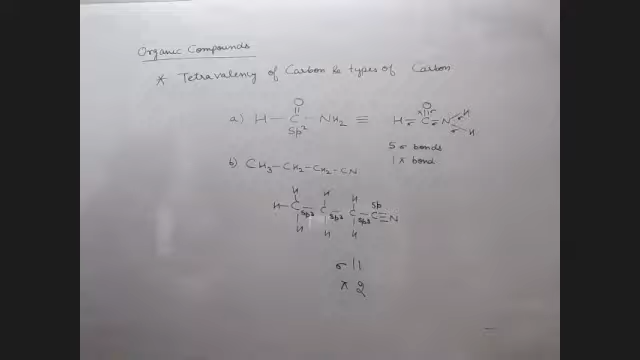 Organic Compounds
* Tetravalency of Carbon & types of Carbon
a) H - C - NH2 ≡ H - C - N - H
O
||
sp2
O
π || σ
σ σ σ σ
H
5 σ bonds
1 π bond
b) CH3-CH2-CH2-CN
H H H sp
H - C - C - C - C ≡ N
sp3 sp3 sp3
H H H
σ 11
π 2